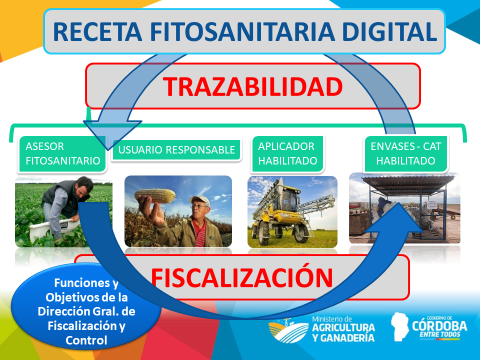 RECETA FITOSANITARIA DIGITAL
TRAZABILIDAD
ASESOR
FITOSANITARIO
USUARIO RESPONSABLE
APLICADOR
HABILITADO
ENVASES - CAT
HABILITADO
FISCALIZACIÓN
Funciones y
Objetivos de la
Dirección Gral. de
Fiscalización y
Control
Ministerio de
AGRICULTURA
Y GANADERÍA
GOBIERNO DE
CÓRDOBA
ENTRE TODOS